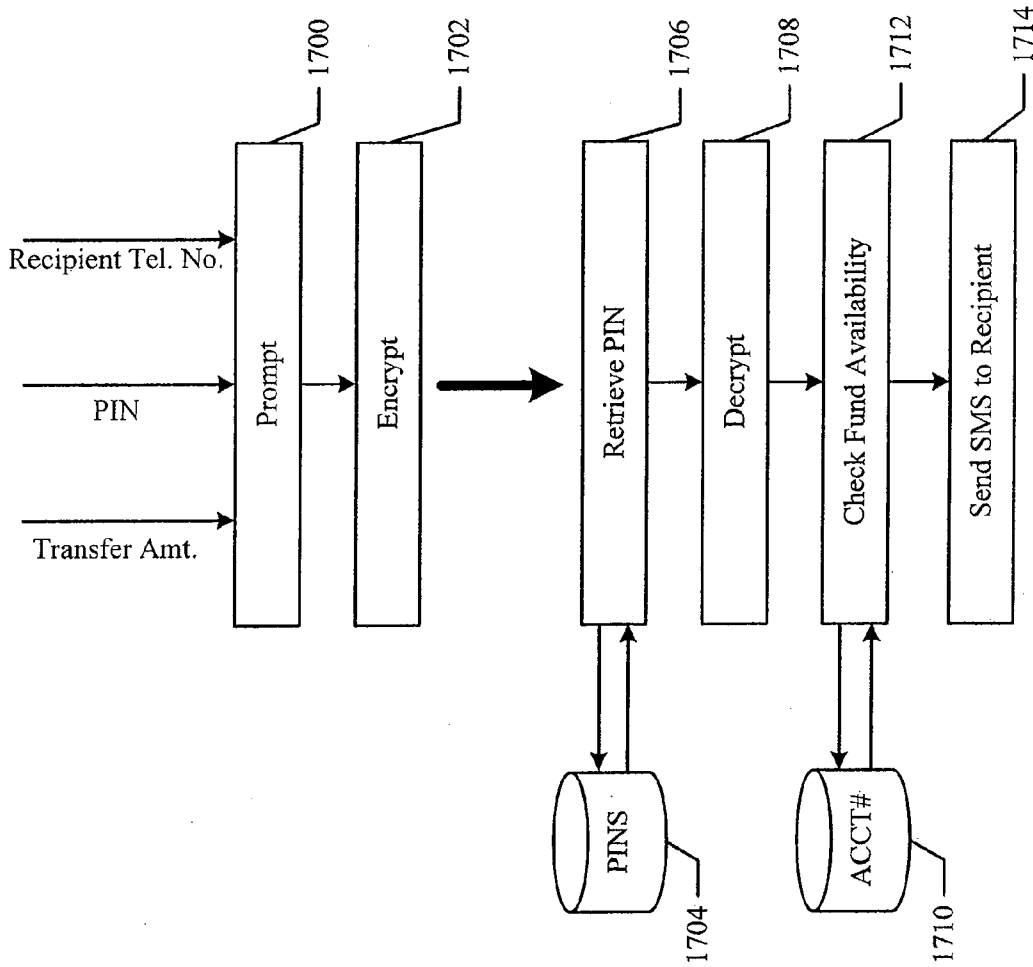 Recipient Tel. No.
PIN
Transfer Amt.
Prompt
1700
Encrypt
1702
Retrieve PIN
1706
PINS
1704
Decrypt
1708
Check Fund Availability
1712
ACCT#
1710
Send SMS to Recipient
1714